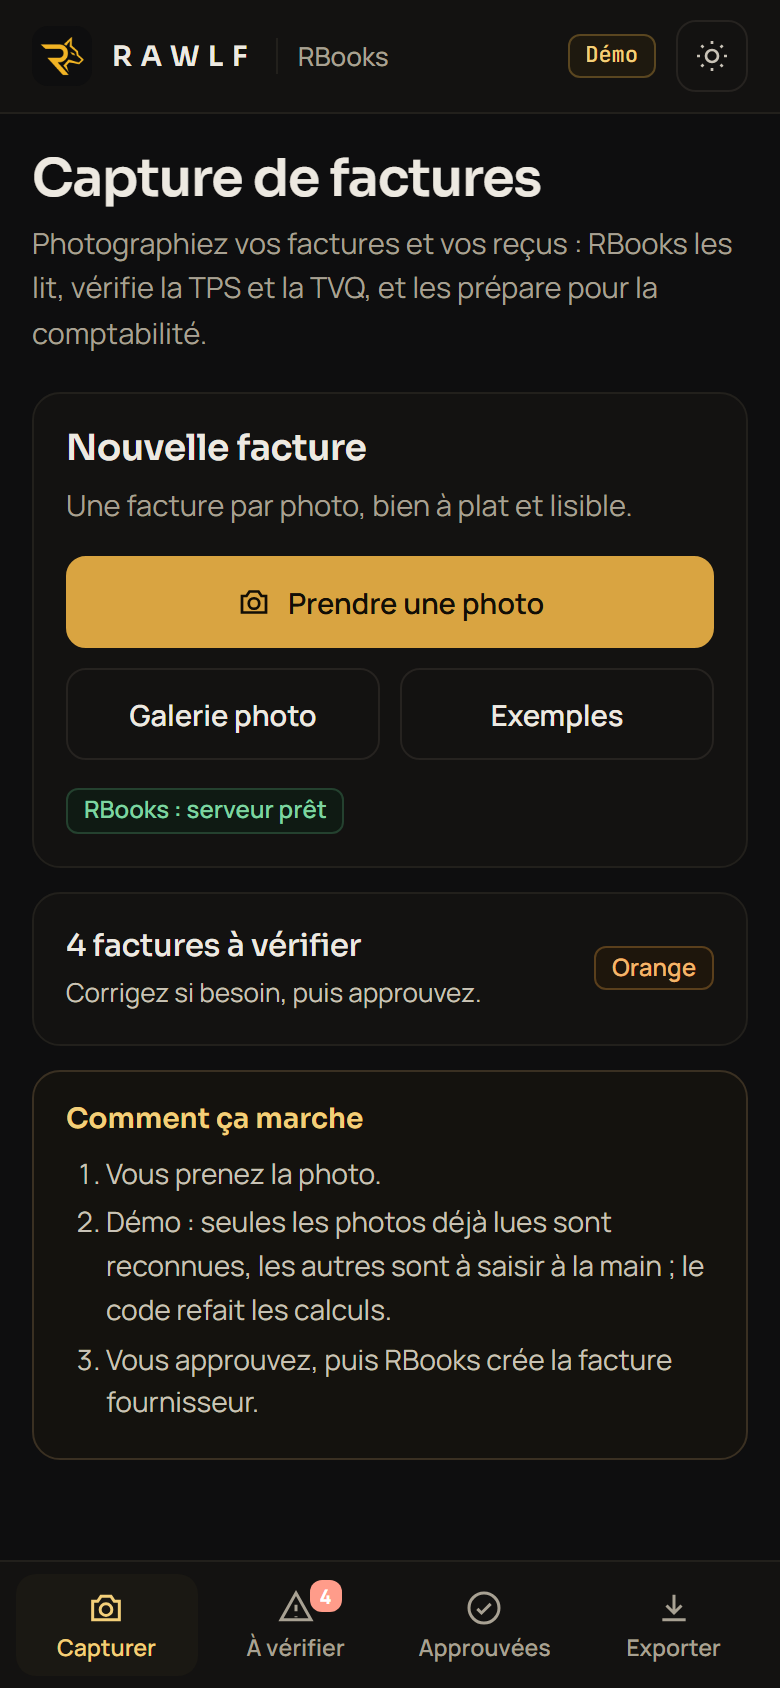 RAWLF
RBooks
Démo
Capture de factures
Photographiez vos factures et vos reçus : RBooks les
lit, vérifie la TPS et la TVQ, et les prépare pour la
comptabilité.
Nouvelle facture
Une facture par photo, bien à plat et lisible.
Prendre une photo
Galerie photo
Exemples
RBooks : serveur prêt
4 factures à vérifier
Corrigez si besoin, puis approuvez.
Orange
Comment ça marche
1. Vous prenez la photo.
2. Démo : seules les photos déjà lues sont
reconnues, les autres sont à saisir à la main ; le
code refait les calculs.
3. Vous approuvez, puis RBooks crée la facture
fournisseur.
4
Capturer
À vérifier
Approuvées
Exporter